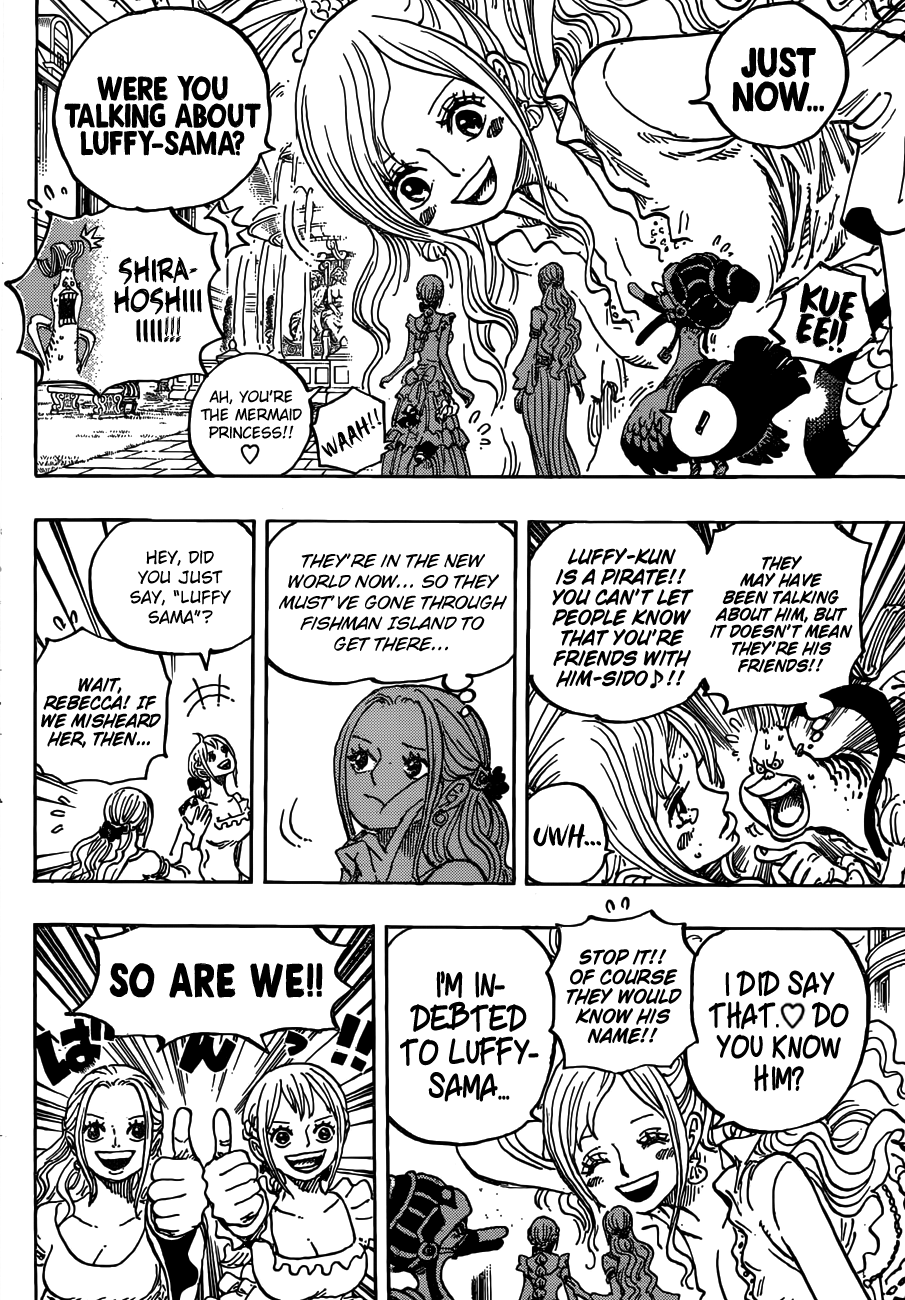 JUST
NOW...
WERE YOU
TALKING ABOUT
LUFFY-SAMA?
KUE
EE!!
SHIRA-
HOSHIII
IIIII!!!
WAAH!!
AH, YOU'RE
THE MERMAID
PRINCESS!!
♡
THEY
MAY HAVE
BEEN TALKING
ABOUT HIM, BUT
IT DOESN'T MEAN
THEY'RE HIS
FRIENDS!!
LUFFY-KUN
IS A PIRATE!!
YOU CAN'T LET
PEOPLE KNOW
THAT YOU'RE
FRIENDS WITH
HIM-SIDO♪!!
UWH...
THEY'RE IN THE NEW
WORLD NOW... SO THEY
MUST'VE GONE THROUGH
FISHMAN ISLAND TO
GET THERE...
HEY, DID
YOU JUST
SAY, "LUFFY
SAMA"?
WAIT,
REBECCA! IF
WE MISHEARD
HER, THEN...
I DID SAY
THAT.♡ DO
YOU KNOW
HIM?
STOP IT!!
OF COURSE
THEY WOULD
KNOW HIS
NAME!!
I'M IN-
DEBTED
TO LUFFY-
SAMA...
SO ARE WE!!
ばんっ!!